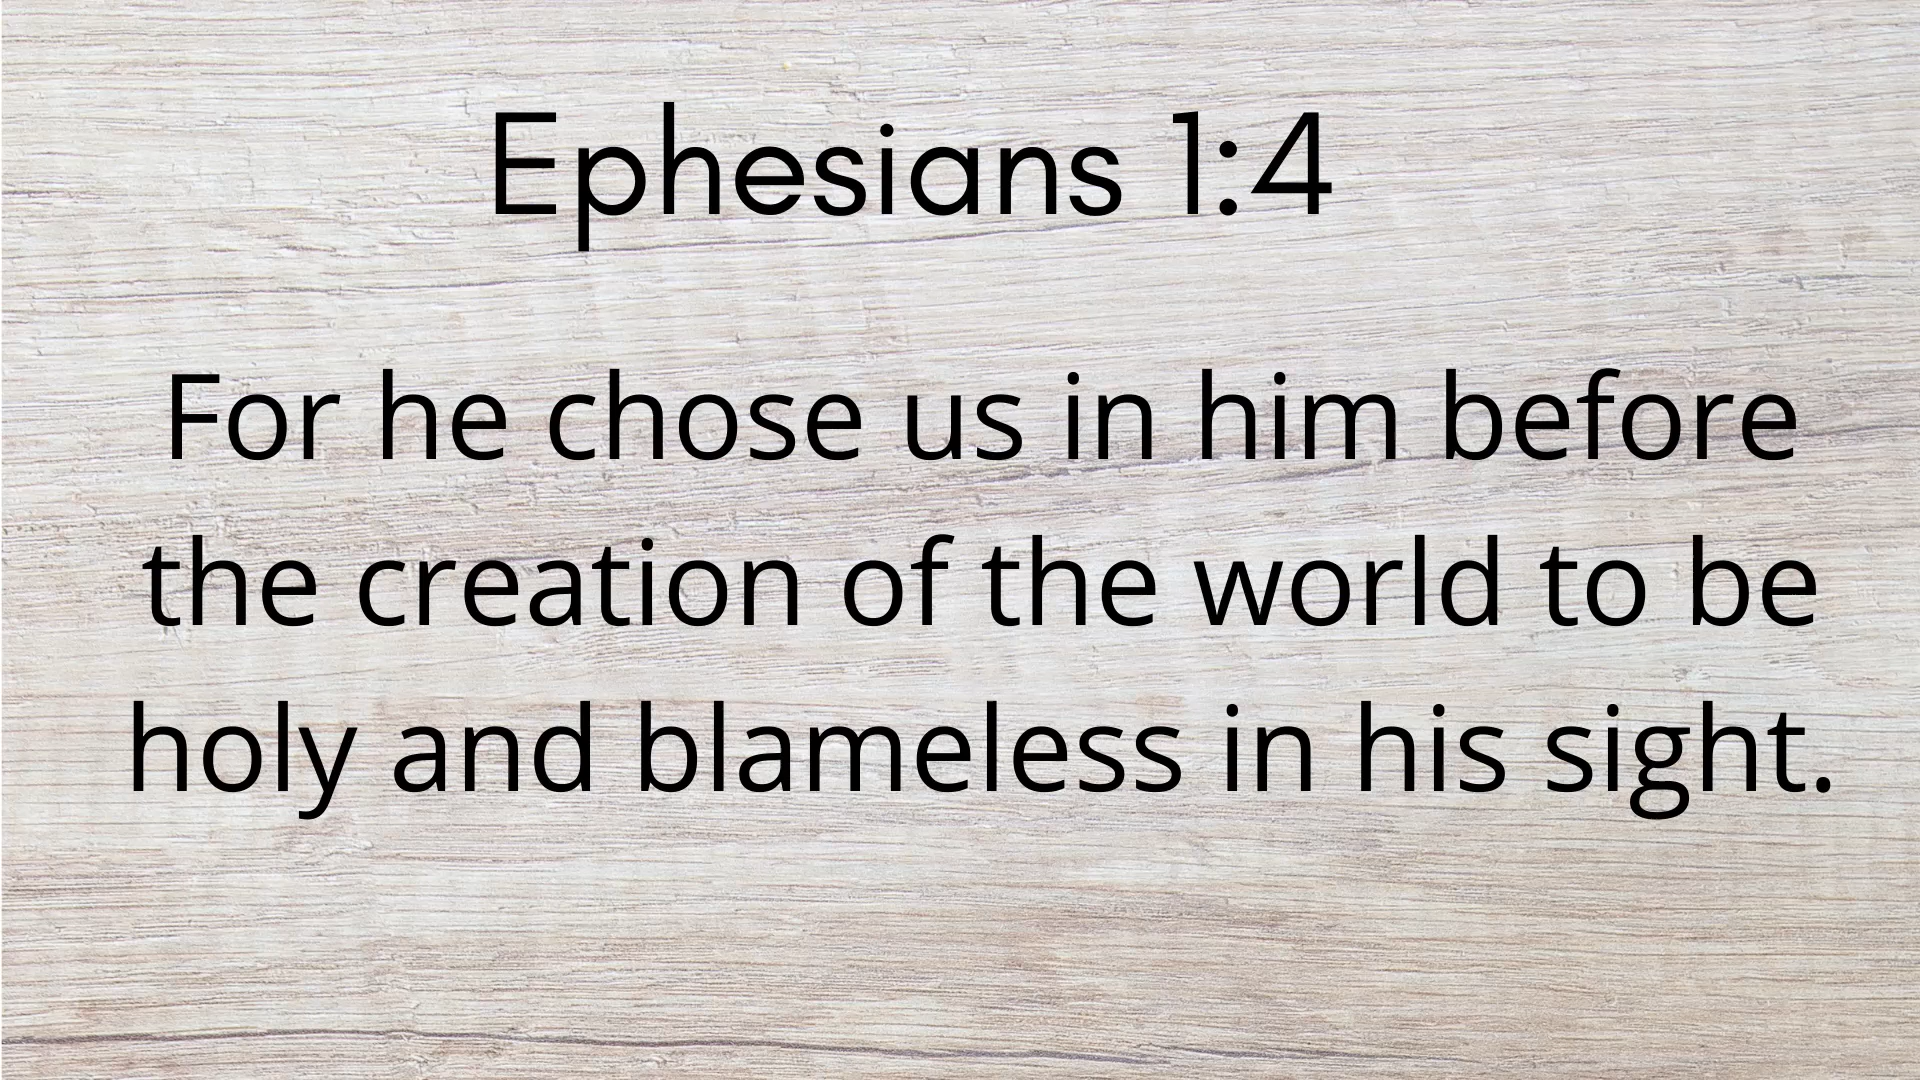 Ephesians 1:4
For he chose us in him before
the creation of the world to be
holy and blameless in his sight.